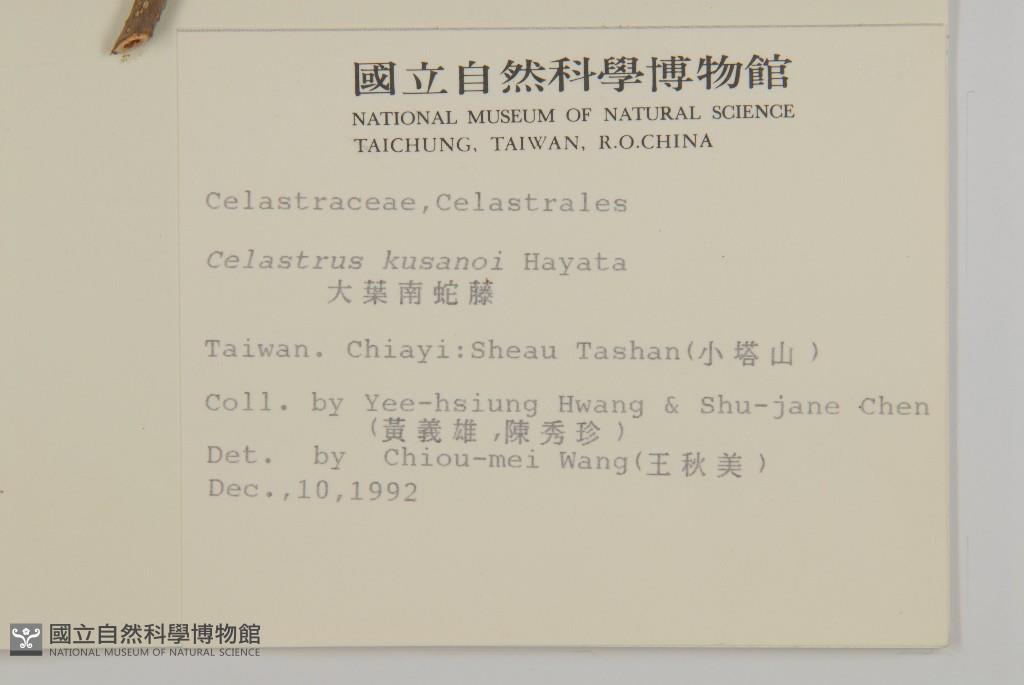 國立自然科學博物館
NATIONAL MUSEUM OF NATURAL SCIENCE
TAICHUNG, TAIWAN, R.O.CHINA
Celastraceae,Celastrales
Celastrus kusanoi Hayata
大葉南蛇藤
Taiwan. Chiayi:Sheau Tashan(小塔山)
Coll. by Yee-hsiung Hwang & Shu-jane Chen
(黃義雄,陳秀珍)
Det. by Chiou-mei Wang(王秋美)
Dec.,10,1992
國立自然科學博物館
NATIONAL MUSEUM OF NATURAL SCIENCE